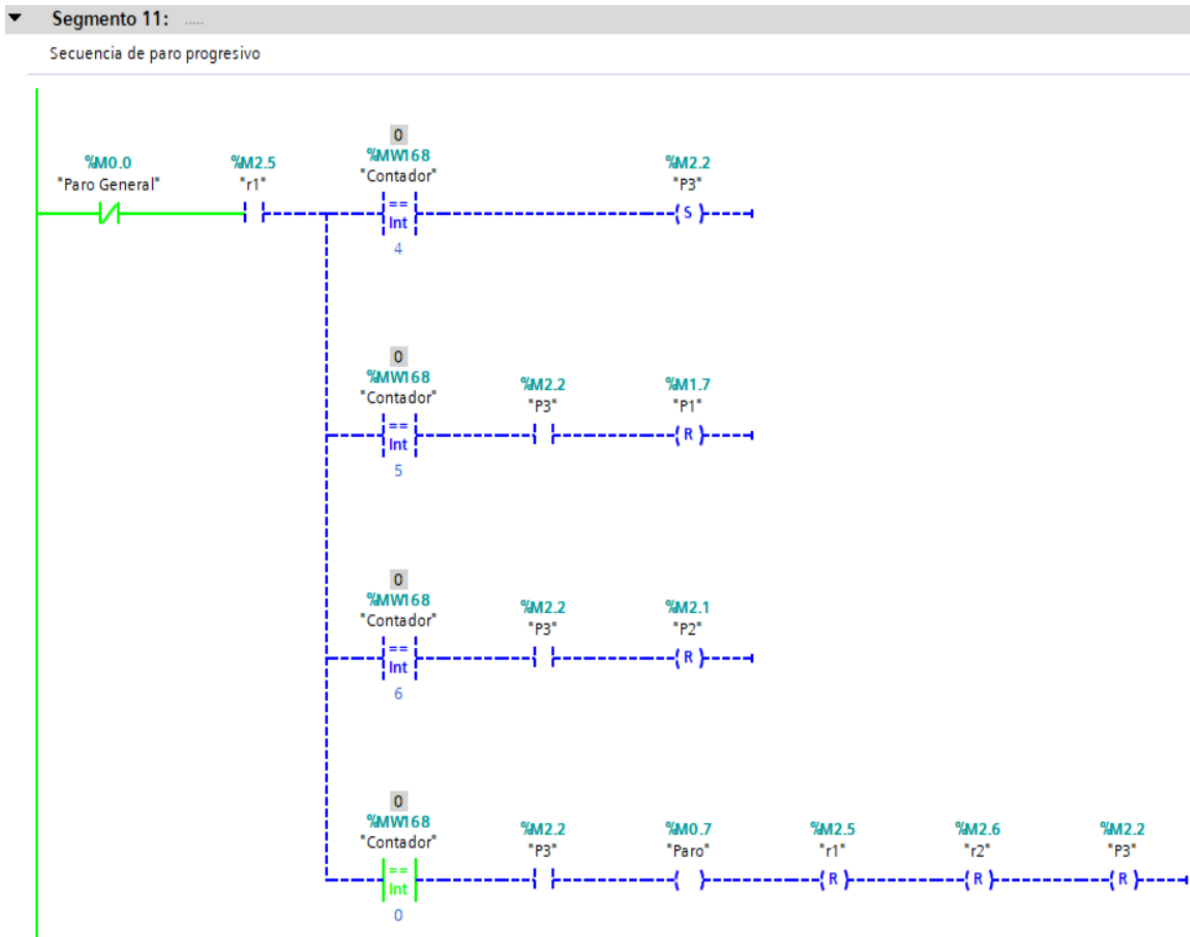 Segmento 11: .....
Secuencia de paro progresivo
0
%M0.0 %M2.5 %MW168 %M2.2
"Paro General" "r1" "Contador" "P3"
== S
Int
4
0
%MW168 %M2.2 %M1.7
"Contador" "P3" "P1"
== R
Int
5
0
%MW168 %M2.2 %M2.1
"Contador" "P3" "P2"
== R
Int
6
0
%MW168 %M2.2 %M0.7 %M2.5 %M2.6 %M2.2
"Contador" "P3" "Paro" "r1" "r2" "P3"
== R R R
Int
0